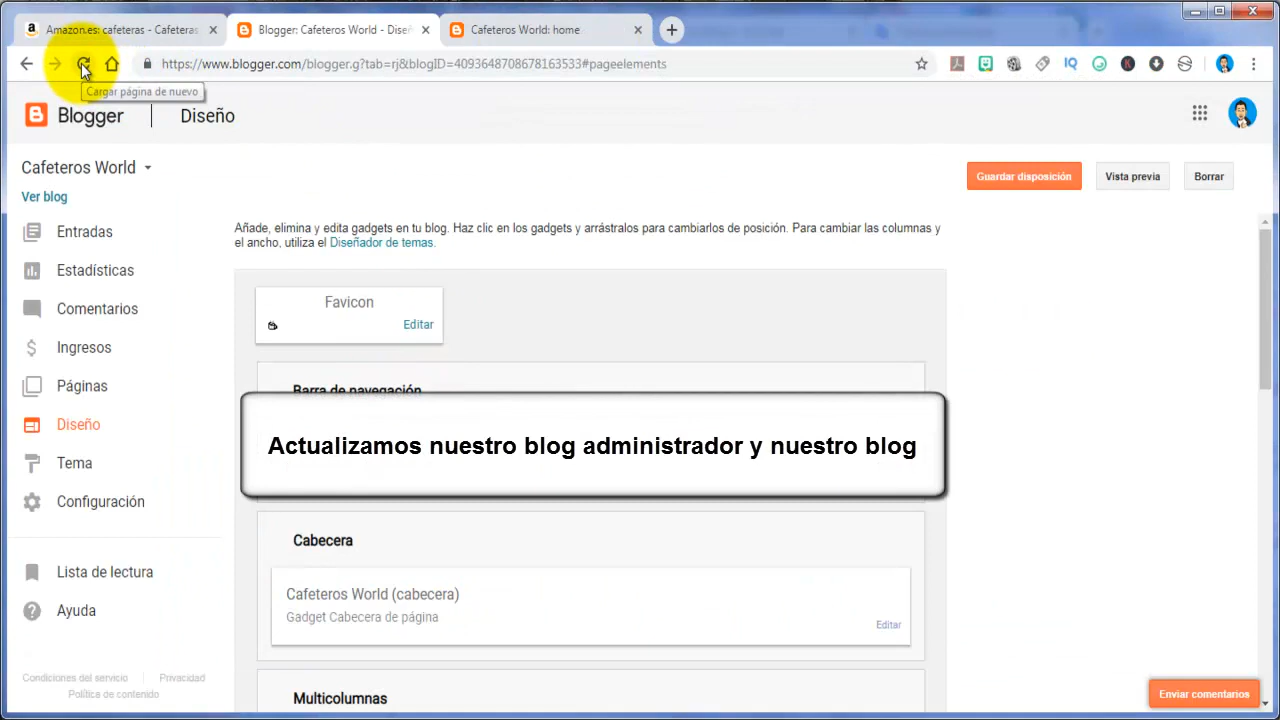 Amazon.es: cafeteras - Cafeteras
Blogger: Cafeteros World - Diseñ
Cafeteros World: home
https://www.blogger.com/blogger.g?tab=rj&blogID=4093648708678163533#pageelements
Cargar página de nuevo
Blogger
Diseño
Cafeteros World
Guardar disposición
Vista previa
Borrar
Ver blog
Entradas
Estadísticas
Comentarios
Ingresos
Páginas
Diseño
Tema
Configuración
Lista de lectura
Ayuda
Condiciones del servicio
Privacidad
Política de contenido
Añade, elimina y edita gadgets en tu blog. Haz clic en los gadgets y arrástralos para cambiarlos de posición. Para cambiar las columnas y
el ancho, utiliza el Diseñador de temas.
Favicon
Editar
Barra de navegación
Actualizamos nuestro blog administrador y nuestro blog
Cabecera
Cafeteros World (cabecera)
Gadget Cabecera de página
Editar
Multicolumnas
Enviar comentarios